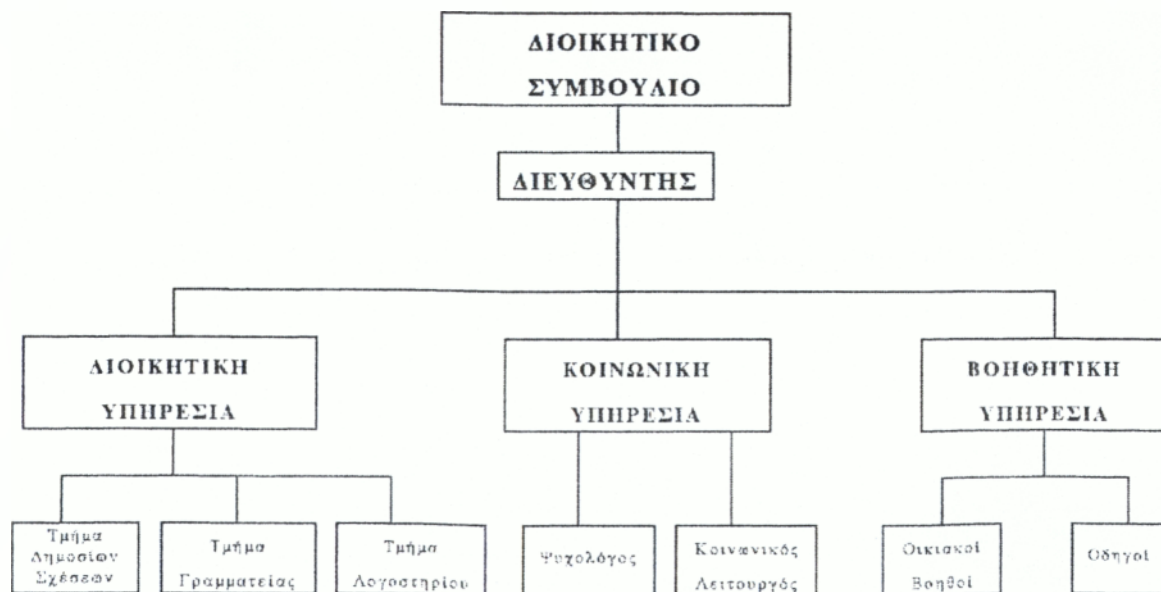 ΔΙΟΙΚΗΤΙΚΟ
ΣΥΜΒΟΥΛΙΟ
ΔΙΕΥΘΥΝΤΗΣ
ΔΙΟΙΚΗΤΙΚΗ
ΥΠΗΡΕΣΙΑ
ΚΟΙΝΩΝΙΚΗ
ΥΠΗΡΕΣΙΑ
ΒΟΗΘΗΤΙΚΗ
ΥΠΗΡΕΣΙΑ
Τμήμα
Δημοσίων
Σχέσεων
Τμήμα
Γραμματείας
Τμήμα
Λογοστηρίου
Ψυχολόγος
Κοινωνικός
Λειτουργός
Οικιακοί
Βοηθοί
Οδηγοί